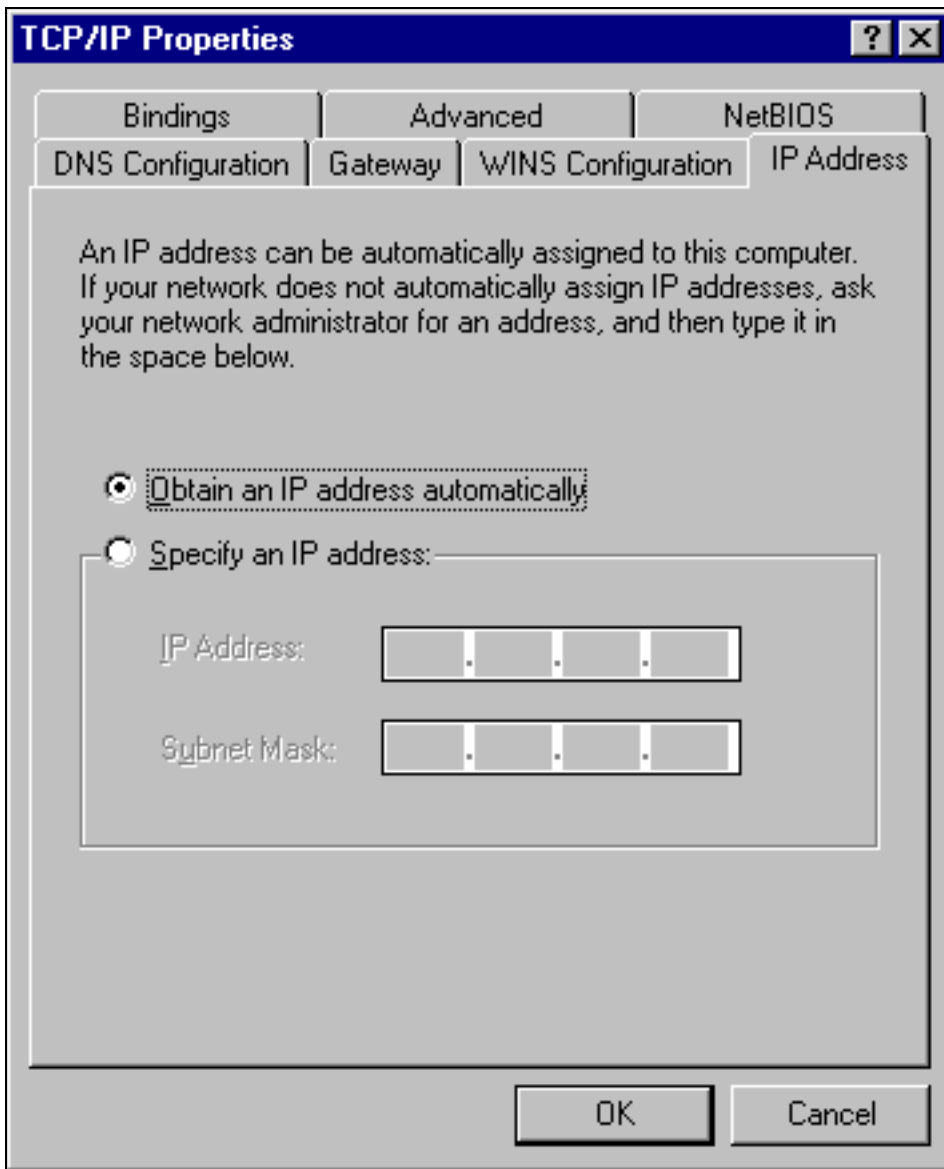 TCP/IP Properties
Bindings Advanced NetBIOS
DNS Configuration Gateway WINS Configuration IP Address
An IP address can be automatically assigned to this computer.
If your network does not automatically assign IP addresses, ask
your network administrator for an address, and then type it in
the space below.
Obtain an IP address automatically
Specify an IP address:
IP Address: . . .
Subnet Mask: . . .
OK Cancel